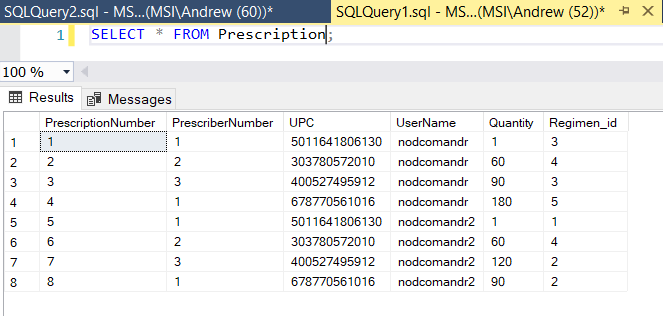 SQLQuery2.sql - MS...(MSI\Andrew (60))* SQLQuery1.sql - MS...(MSI\Andrew (52))*
1 SELECT * FROM Prescription;
100 %
Results Messages
PrescriptionNumber PrescriberNumber UPC UserName Quantity Regimen_id
1 1 1 5011641806130 nodcomandr 1 3
2 2 2 303780572010 nodcomandr 60 4
3 3 3 400527495912 nodcomandr 90 3
4 4 1 678770561016 nodcomandr 180 5
5 5 1 5011641806130 nodcomandr2 1 1
6 6 2 303780572010 nodcomandr2 60 4
7 7 3 400527495912 nodcomandr2 120 2
8 8 1 678770561016 nodcomandr2 90 2